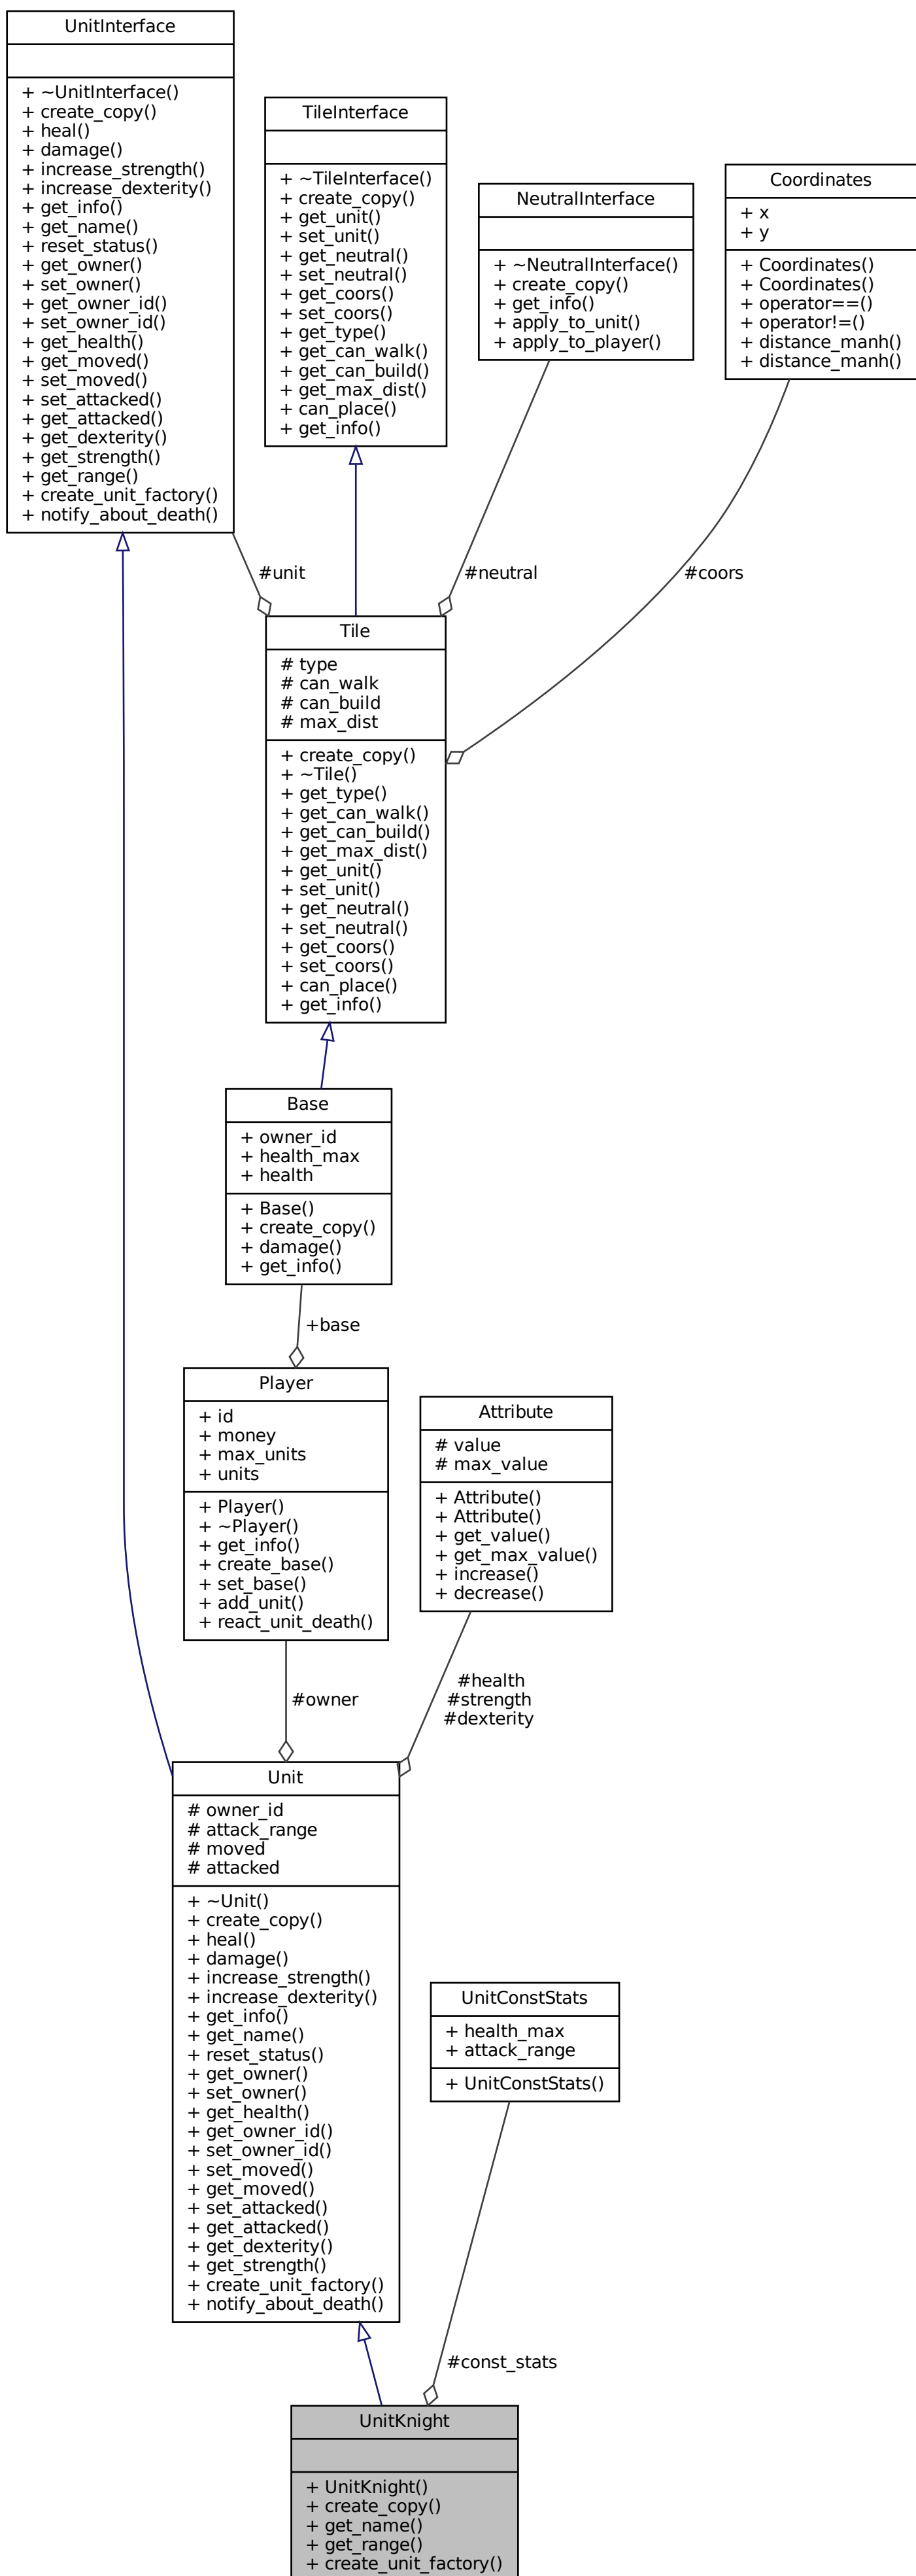 UnitInterface
+ ~UnitInterface()
+ create_copy()
+ heal()
+ damage()
+ increase_strength()
+ increase_dexterity()
+ get_info()
+ get_name()
+ reset_status()
+ get_owner()
+ set_owner()
+ get_owner_id()
+ set_owner_id()
+ get_health()
+ get_moved()
+ set_moved()
+ set_attacked()
+ get_attacked()
+ get_dexterity()
+ get_strength()
+ get_range()
+ create_unit_factory()
+ notify_about_death()
TileInterface
+ ~TileInterface()
+ create_copy()
+ get_unit()
+ set_unit()
+ get_neutral()
+ set_neutral()
+ get_coors()
+ set_coors()
+ get_type()
+ get_can_walk()
+ get_can_build()
+ get_max_dist()
+ can_place()
+ get_info()
NeutralInterface
+ ~NeutralInterface()
+ create_copy()
+ get_info()
+ apply_to_unit()
+ apply_to_player()
Coordinates
+ x
+ y
+ Coordinates()
+ Coordinates()
+ operator==()
+ operator!=()
+ distance_manh()
+ distance_manh()
#unit
#neutral
#coors
Tile
# type
# can_walk
# can_build
# max_dist
+ create_copy()
+ ~Tile()
+ get_type()
+ get_can_walk()
+ get_can_build()
+ get_max_dist()
+ get_unit()
+ set_unit()
+ get_neutral()
+ set_neutral()
+ get_coors()
+ set_coors()
+ can_place()
+ get_info()
Base
+ owner_id
+ health_max
+ health
+ Base()
+ create_copy()
+ damage()
+ get_info()
+base
Player
+ id
+ money
+ max_units
+ units
+ Player()
+ ~Player()
+ get_info()
+ create_base()
+ set_base()
+ add_unit()
+ react_unit_death()
Attribute
# value
# max_value
+ Attribute()
+ Attribute()
+ get_value()
+ get_max_value()
+ increase()
+ decrease()
#owner
#health
#strength
#dexterity
Unit
# owner_id
# attack_range
# moved
# attacked
+ ~Unit()
+ create_copy()
+ heal()
+ damage()
+ increase_strength()
+ increase_dexterity()
+ get_info()
+ get_name()
+ reset_status()
+ get_owner()
+ set_owner()
+ get_health()
+ get_owner_id()
+ set_owner_id()
+ set_moved()
+ get_moved()
+ set_attacked()
+ get_attacked()
+ get_dexterity()
+ get_strength()
+ create_unit_factory()
+ notify_about_death()
UnitConstStats
+ health_max
+ attack_range
+ UnitConstStats()
#const_stats
UnitKnight
+ UnitKnight()
+ create_copy()
+ get_name()
+ get_range()
+ create_unit_factory()